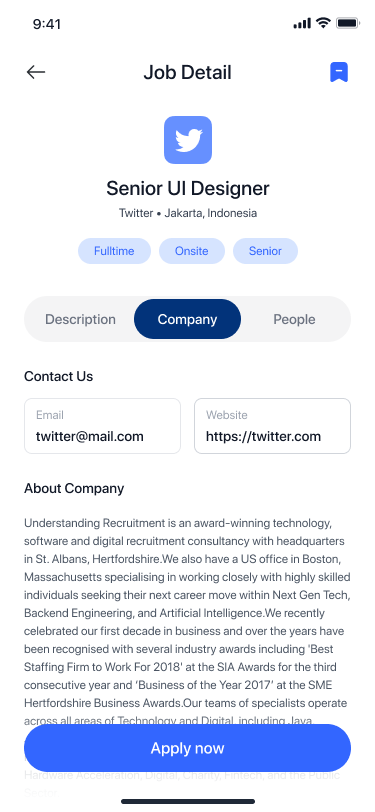 9:41
Job Detail
Senior UI Designer
Twitter • Jakarta, Indonesia
Fulltime
Onsite
Senior
Description
Company
People
Contact Us
Email
twitter@mail.com
Website
https://twitter.com
About Company
Understanding Recruitment is an award-winning technology,
software and digital recruitment consultancy with headquarters
in St. Albans, Hertfordshire.We also have a US office in Boston,
Massachusetts specialising in working closely with highly skilled
individuals seeking their next career move within Next Gen Tech,
Backend Engineering, and Artificial Intelligence.We recently
celebrated our first decade in business and over the years have
been recognised with several industry awards including 'Best
Staffing Firm to Work For 2018' at the SIA Awards for the third
consecutive year and ‘Business of the Year 2017’ at the SME
Hertfordshire Business Awards.Our teams of specialists operate
across all areas of Technology and Digital, including Java,
Apply now
Hardware Acceleration, Digital, Charity, Fintech, and the Public